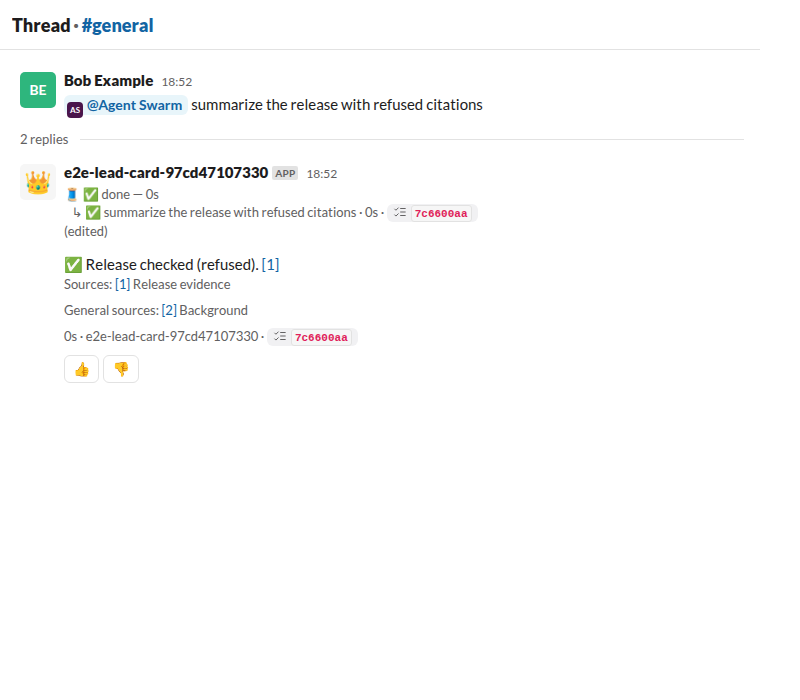 Thread • #general
BE
Bob Example 18:52
AS @Agent Swarm summarize the release with refused citations
2 replies
e2e-lead-card-97cd47107330 APP 18:52
🧵 ✅ done — 0s
↳ ✅ summarize the release with refused citations · 0s · 7c6600aa
(edited)
✅ Release checked (refused). [1]
Sources: [1] Release evidence
General sources: [2] Background
0s · e2e-lead-card-97cd47107330 · 7c6600aa